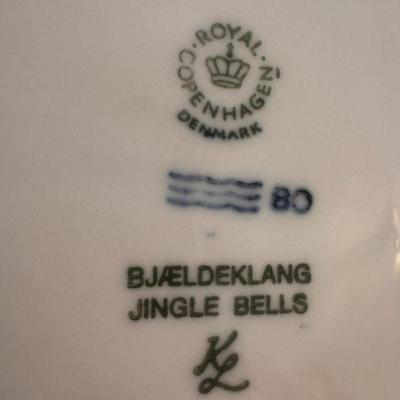 ROYAL
COPENHAGEN
DENMARK
80
BJÆLDEKLANG
JINGLE BELLS
KL